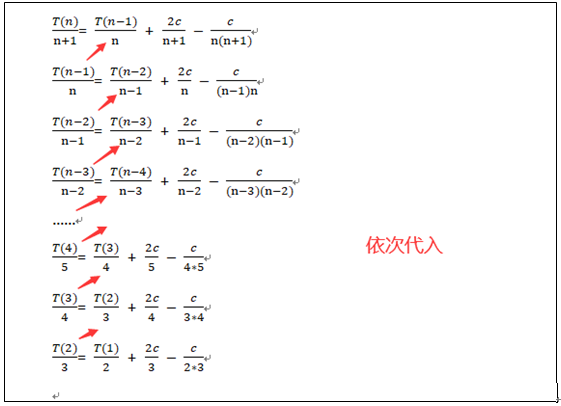 T(n)/(n+1) = T(n−1)/n + 2c/(n+1) − c/(n(n+1))
T(n−1)/n = T(n−2)/(n−1) + 2c/n − c/((n−1)n)
T(n−2)/(n−1) = T(n−3)/(n−2) + 2c/(n−1) − c/((n−2)(n−1))
T(n−3)/(n−2) = T(n−4)/(n−3) + 2c/(n−2) − c/((n−3)(n−2))
......
依次代入
T(4)/5 = T(3)/4 + 2c/5 − c/(4*5)
T(3)/4 = T(2)/3 + 2c/4 − c/(3*4)
T(2)/3 = T(1)/2 + 2c/3 − c/(2*3)